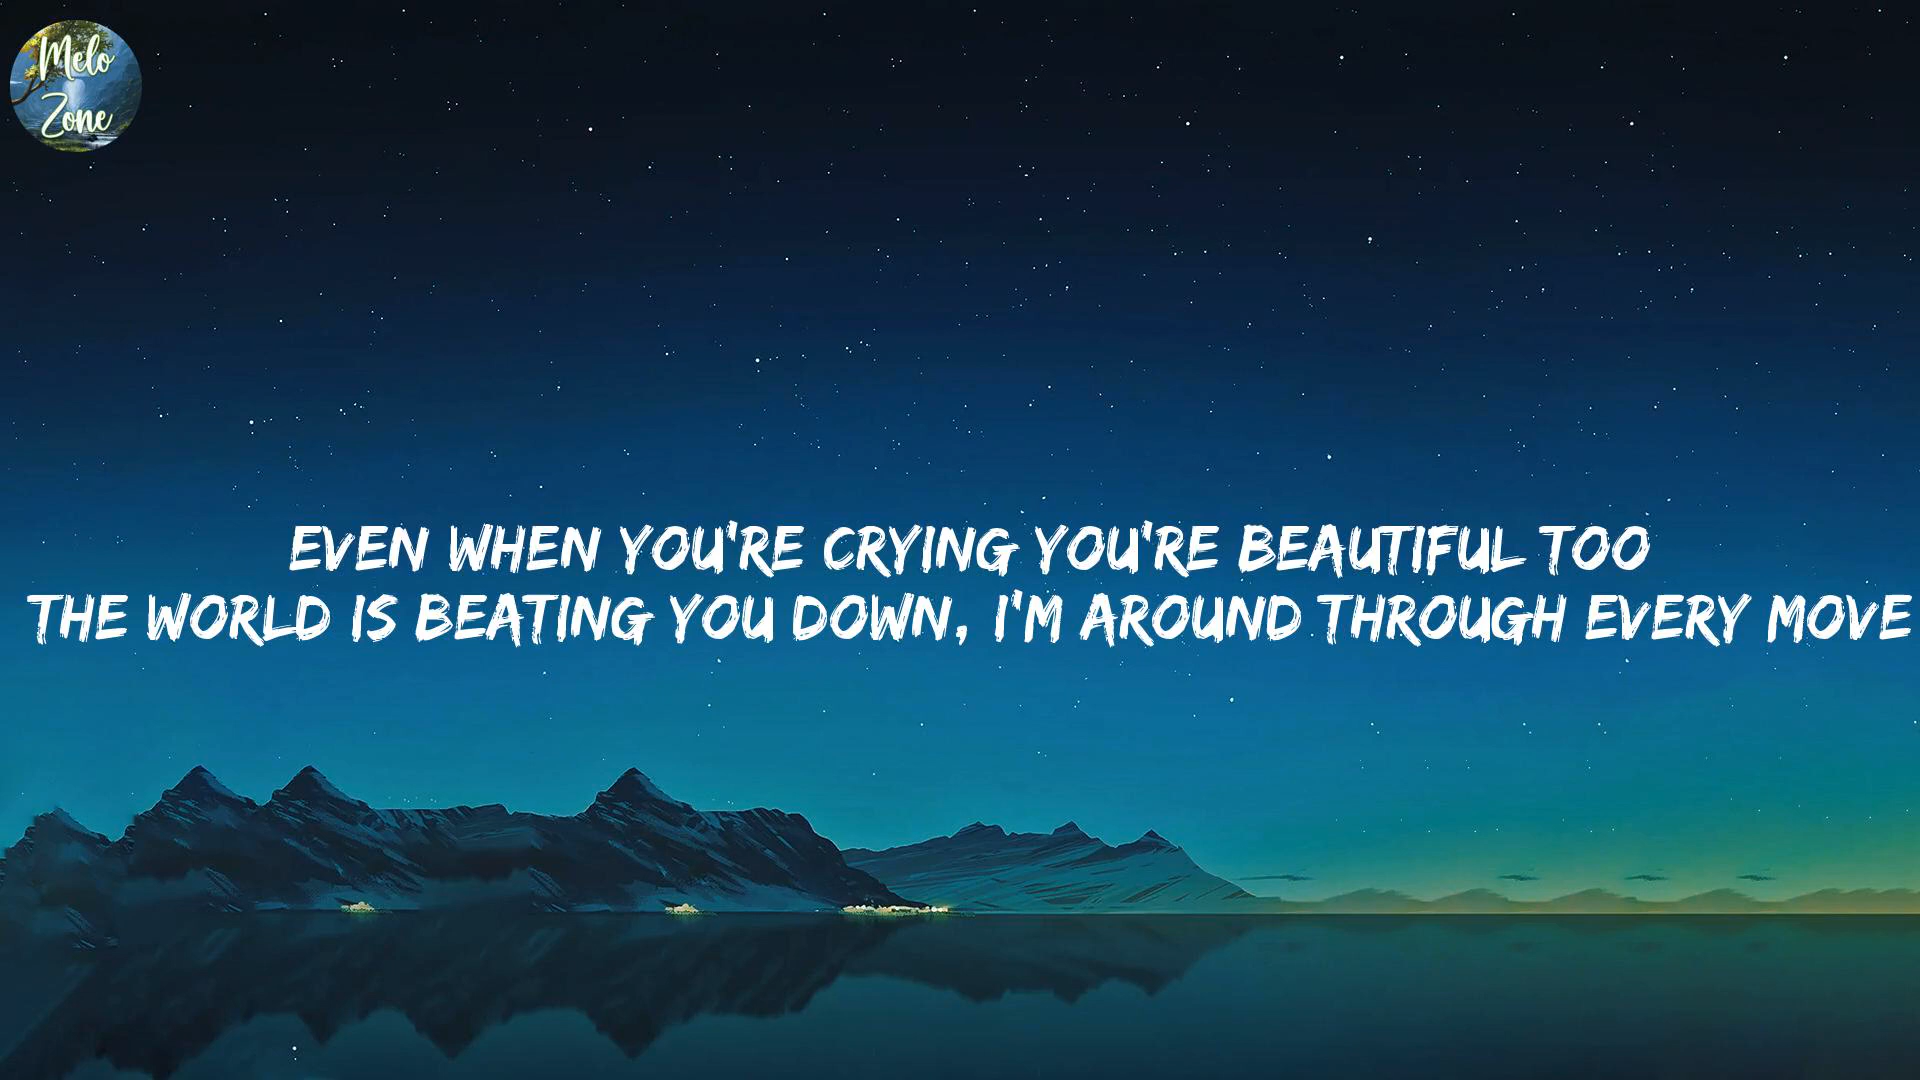 Melo
Zone
EVEN WHEN YOU'RE CRYING YOU'RE BEAUTIFUL TOO
THE WORLD IS BEATING YOU DOWN, I'M AROUND THROUGH EVERY MOVE